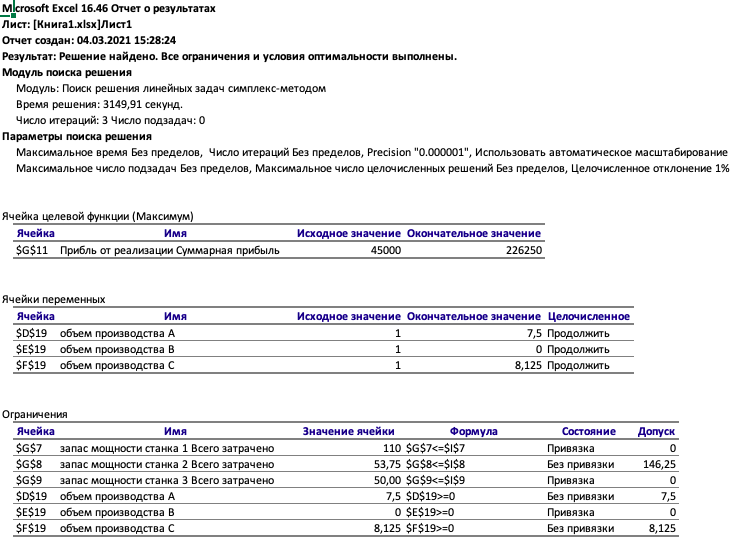 Microsoft Excel 16.46 Отчет о результатах
Лист: [Книга1.xlsx]Лист1
Отчет создан: 04.03.2021 15:28:24
Результат: Решение найдено. Все ограничения и условия оптимальности выполнены.
Модуль поиска решения
Модуль: Поиск решения линейных задач симплекс-методом
Время решения: 3149,91 секунд.
Число итераций: 3 Число подзадач: 0
Параметры поиска решения
Максимальное время Без пределов, Число итераций Без пределов, Precision "0.000001", Использовать автоматическое масштабирование
Максимальное число подзадач Без пределов, Максимальное число целочисленных решений Без пределов, Целочисленное отклонение 1%
Ячейка целевой функции (Максимум)
Ячейка Имя Исходное значение Окончательное значение
$G$11 Прибль от реализации Суммарная прибыль 45000 226250
Ячейки переменных
Ячейка Имя Исходное значение Окончательное значение Целочисленное
$D$19 объем производства A 1 7,5 Продолжить
$E$19 объем производства B 1 0 Продолжить
$F$19 объем производства C 1 8,125 Продолжить
Ограничения
Ячейка Имя Значение ячейки Формула Состояние Допуск
$G$7 запас мощности станка 1 Всего затрачено 110 $G$7<=$I$7 Привязка 0
$G$8 запас мощности станка 2 Всего затрачено 53,75 $G$8<=$I$8 Без привязки 146,25
$G$9 запас мощности станка 3 Всего затрачено 50,00 $G$9<=$I$9 Привязка 0
$D$19 объем производства A 7,5 $D$19>=0 Без привязки 7,5
$E$19 объем производства B 0 $E$19>=0 Привязка 0
$F$19 объем производства C 8,125 $F$19>=0 Без привязки 8,125